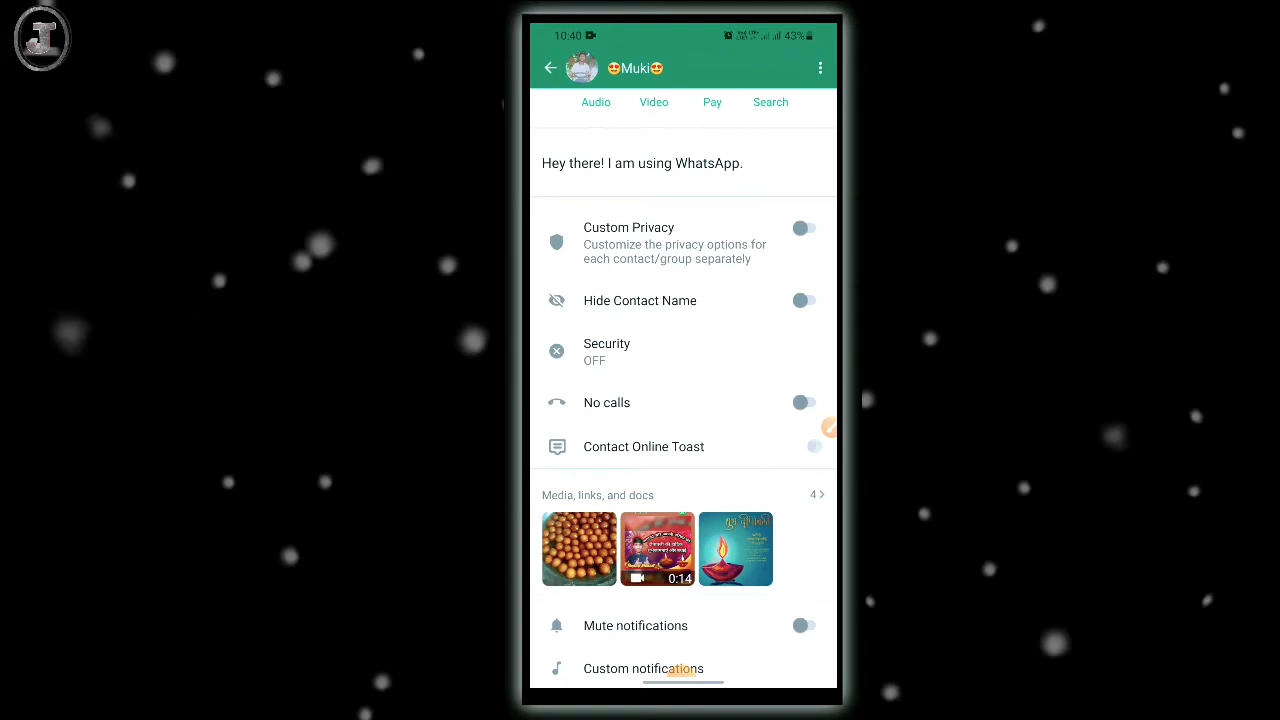 J
10:40
43%
😍Muki😍
Audio Video Pay Search
Hey there! I am using WhatsApp.
Custom Privacy
Customize the privacy options for
each contact/group separately
Hide Contact Name
Security
OFF
No calls
Contact Online Toast
Media, links, and docs 4
शुभ दीपावली
0:14
Mute notifications
Custom notifications